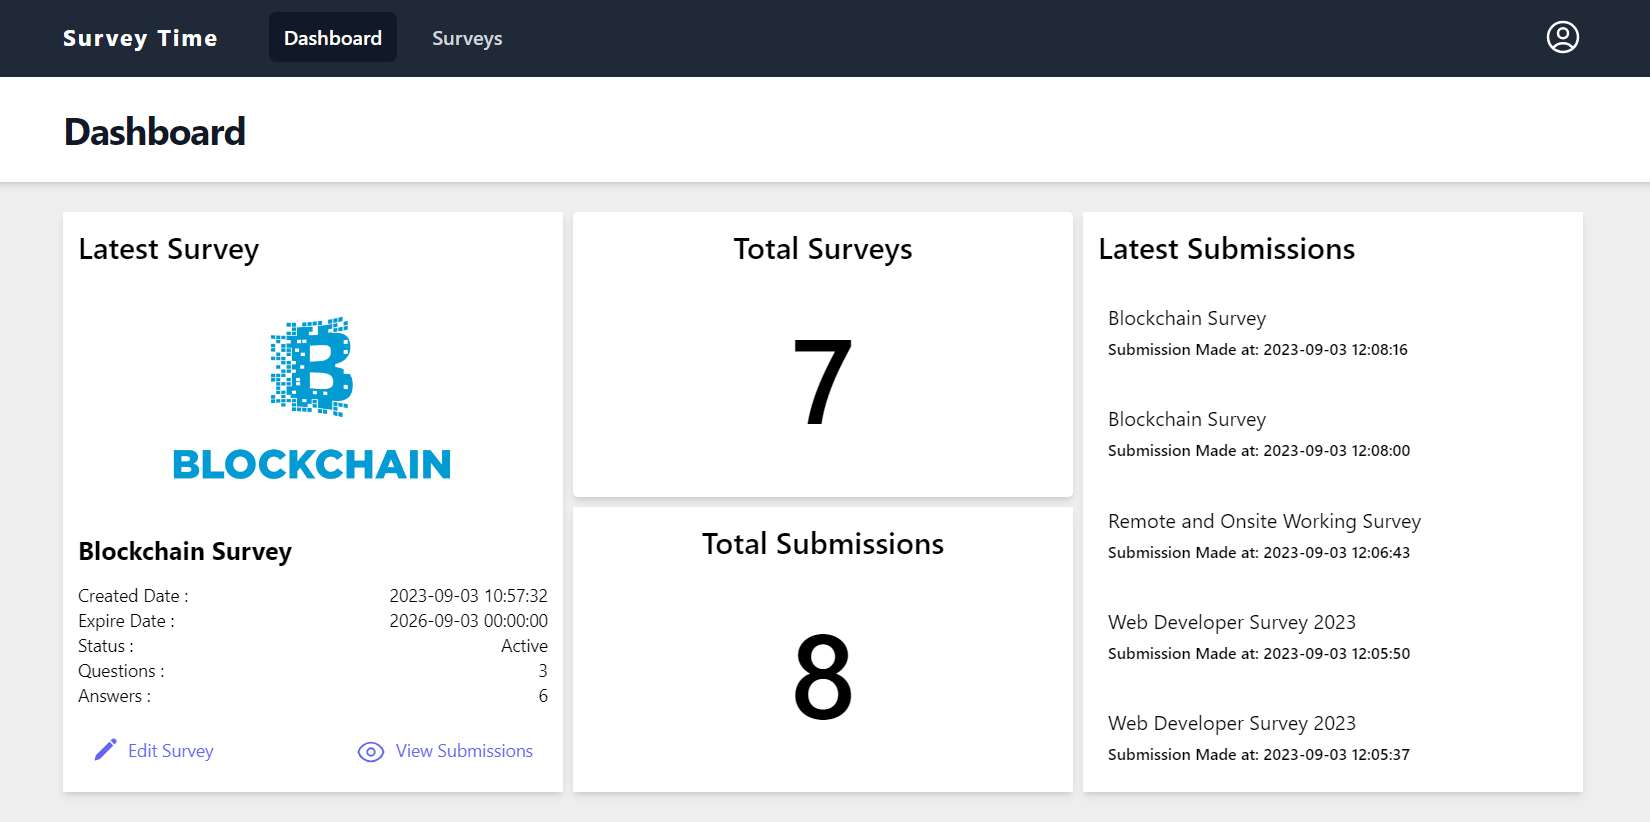 Survey Time
Dashboard
Surveys
Dashboard
Latest Survey
B
BLOCKCHAIN
Blockchain Survey
Created Date : 2023-09-03 10:57:32
Expire Date : 2026-09-03 00:00:00
Status : Active
Questions : 3
Answers : 6
Edit Survey
View Submissions
Total Surveys
7
Total Submissions
8
Latest Submissions
Blockchain Survey
Submission Made at: 2023-09-03 12:08:16
Blockchain Survey
Submission Made at: 2023-09-03 12:08:00
Remote and Onsite Working Survey
Submission Made at: 2023-09-03 12:06:43
Web Developer Survey 2023
Submission Made at: 2023-09-03 12:05:50
Web Developer Survey 2023
Submission Made at: 2023-09-03 12:05:37